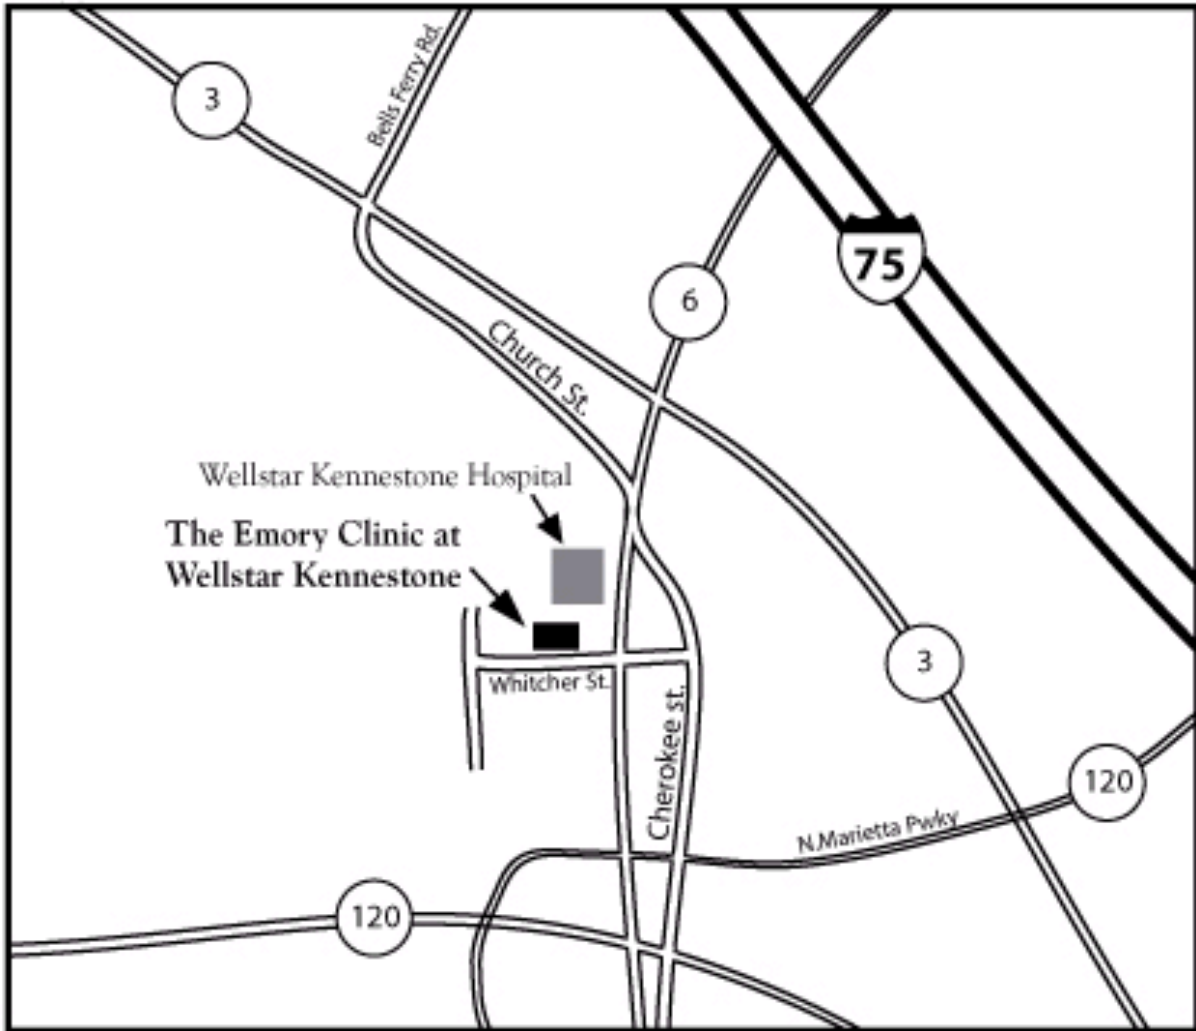 3
Bells Ferry Rd.
75
6
Church St.
Wellstar Kennestone Hospital
The Emory Clinic at
Wellstar Kennestone
Whitcher St.
3
Cherokee st.
120
N.Marietta Pwky
120